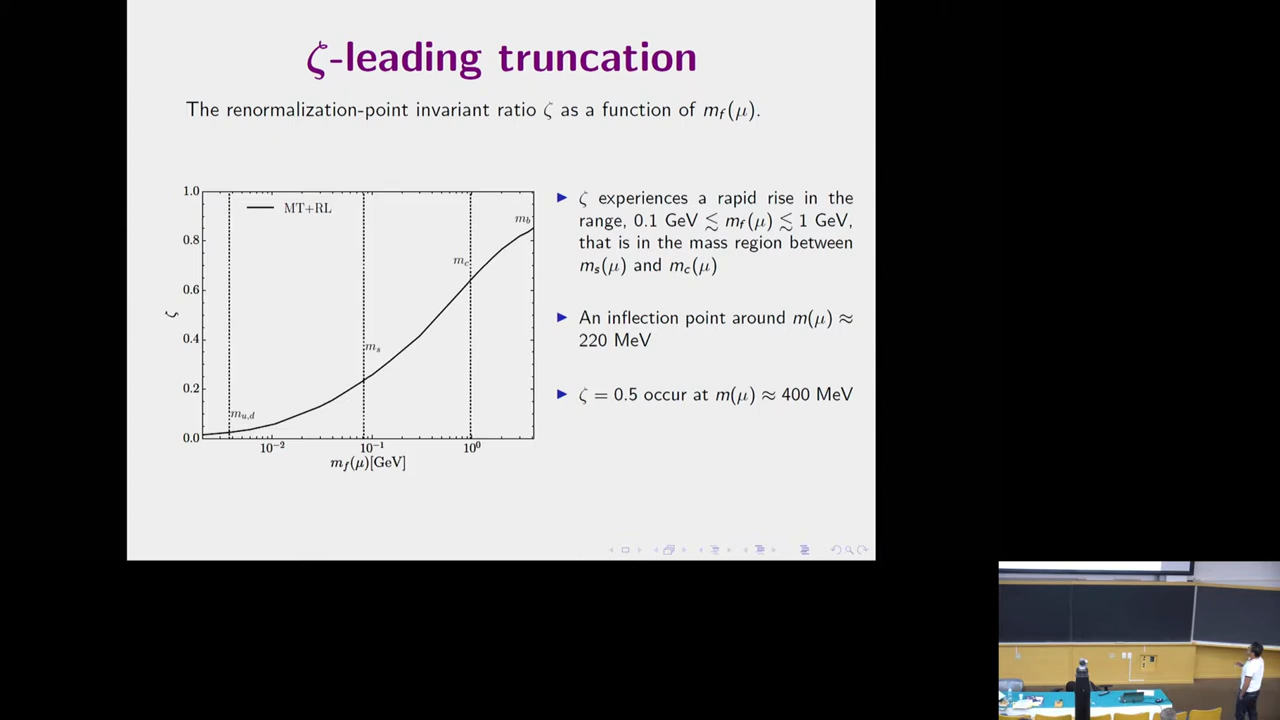 ζ-leading truncation
The renormalization-point invariant ratio ζ as a function of m_f(μ).
1.0
0.8
0.6
0.4
0.2
0.0
ζ
MT+RL
m_{u,d}
m_s
m_c
m_b
10^{-2}
10^{-1}
10^0
m_f(μ)[GeV]
▶ ζ experiences a rapid rise in the
range, 0.1 GeV ≲ m_f(μ) ≲ 1 GeV,
that is in the mass region between
m_s(μ) and m_c(μ)
▶ An inflection point around m(μ) ≈
220 MeV
▶ ζ = 0.5 occur at m(μ) ≈ 400 MeV